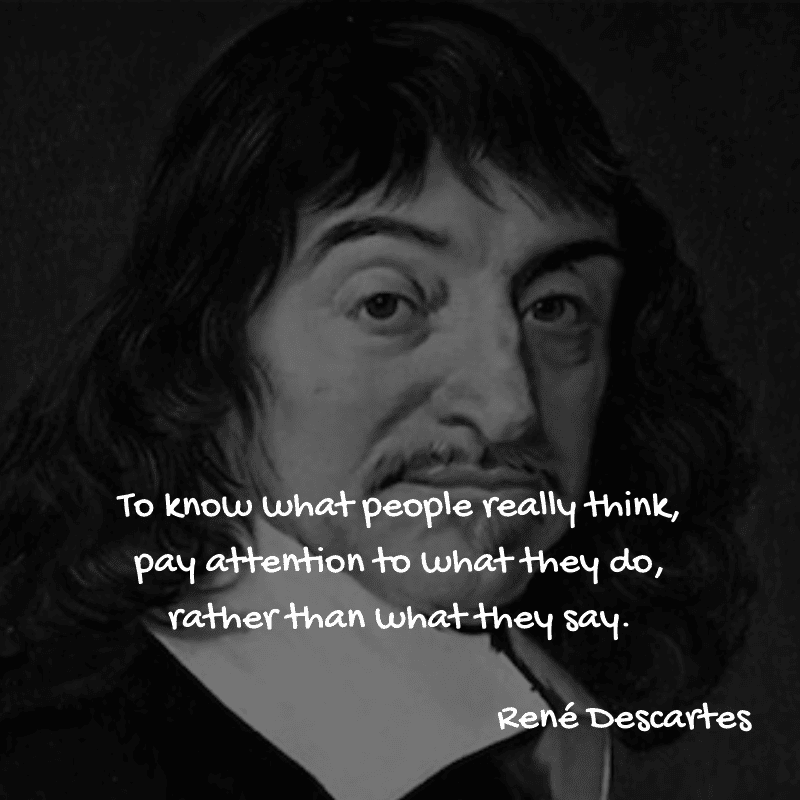 To know what people really think,
pay attention to what they do,
rather than what they say.
René Descartes